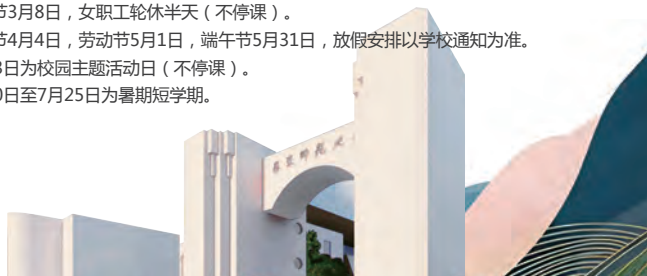 节3月8日，女职工轮休半天（不停课）。
节4月4日，劳动节5月1日，端午节5月31日，放假安排以学校通知为准。
日为校园主题活动日（不停课）。
0日至7月25日为暑期短学期。